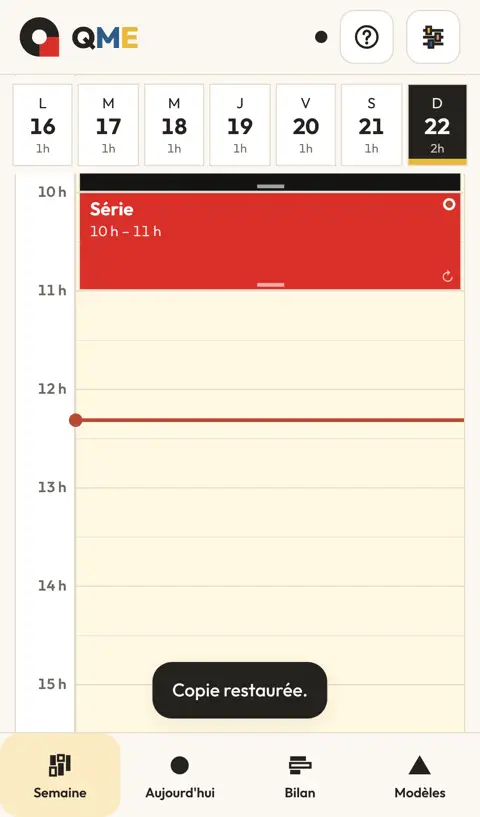 QME
L
16
1h
M
17
1h
M
18
1h
J
19
1h
V
20
1h
S
21
1h
D
22
2h
10 h
Série
10 h – 11 h
11 h
12 h
13 h
14 h
15 h
Copie restaurée.
Semaine
Aujourd'hui
Bilan
Modèles